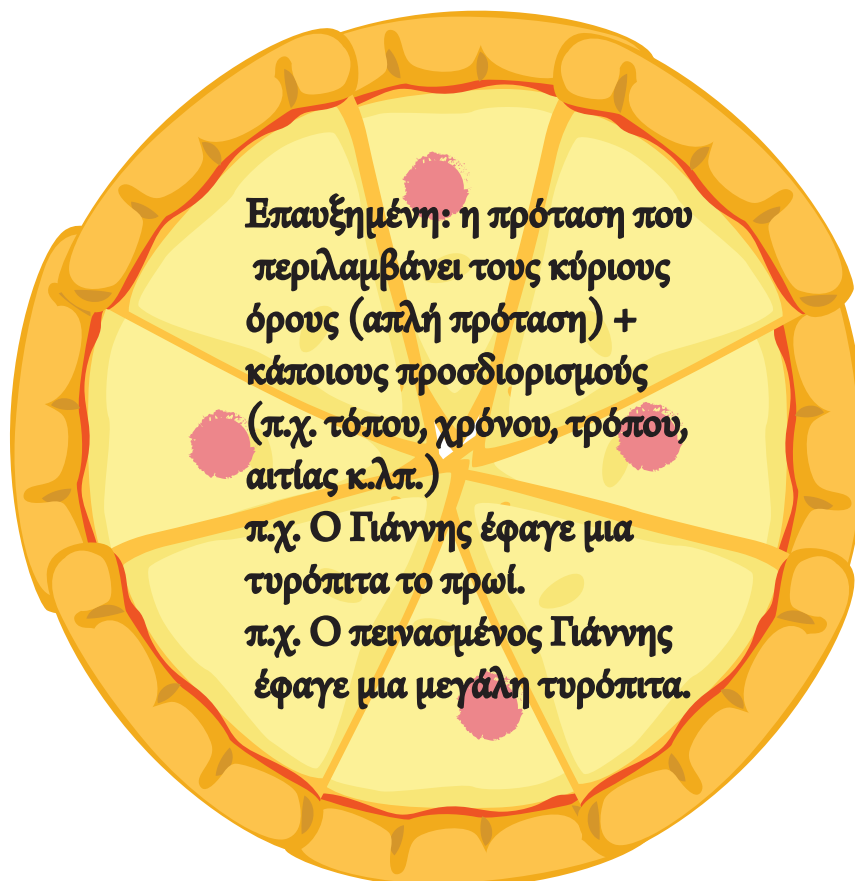 Επαυξημένη: η πρόταση που
περιλαμβάνει τους κύριους
όρους (απλή πρόταση) +
κάποιους προσδιορισμούς
(π.χ. τόπου, χρόνου, τρόπου,
αιτίας κ.λπ.)
π.χ. Ο Γιάννης έφαγε μια
τυρόπιτα το πρωί.
π.χ. Ο πεινασμένος Γιάννης
έφαγε μια μεγάλη τυρόπιτα.